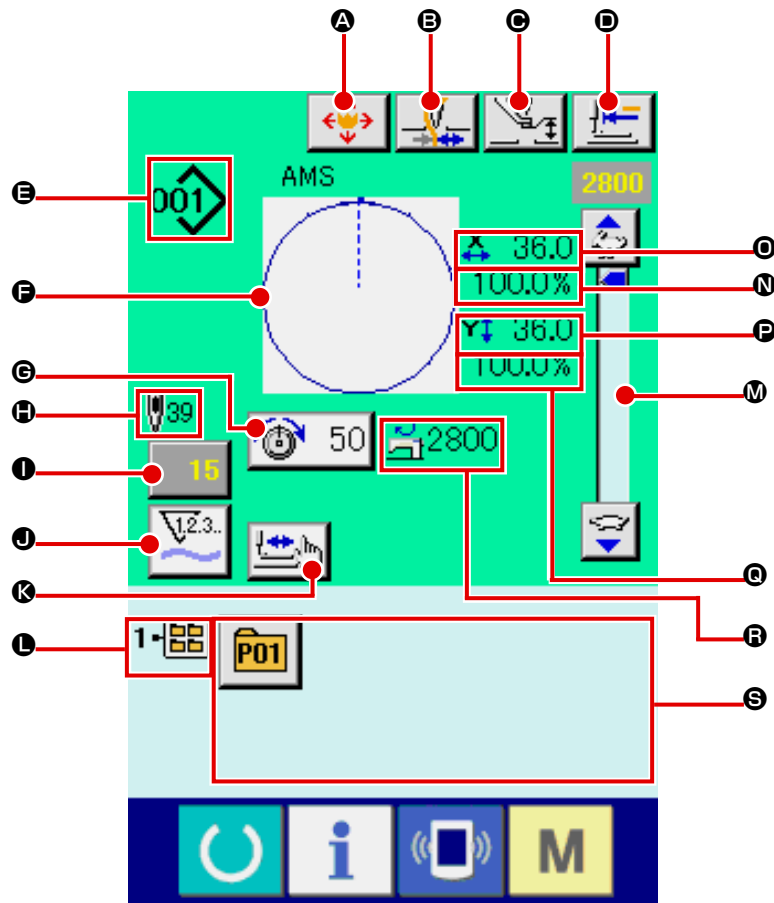 A B C D
AMS
2800
E 001
X 36.0 O
100.0% N
F
Y 36.0 P
100.0% Q
G 50
2800 R
H 39
M
I 15
J 1.2.3..
K
L 1
P01
S
i M